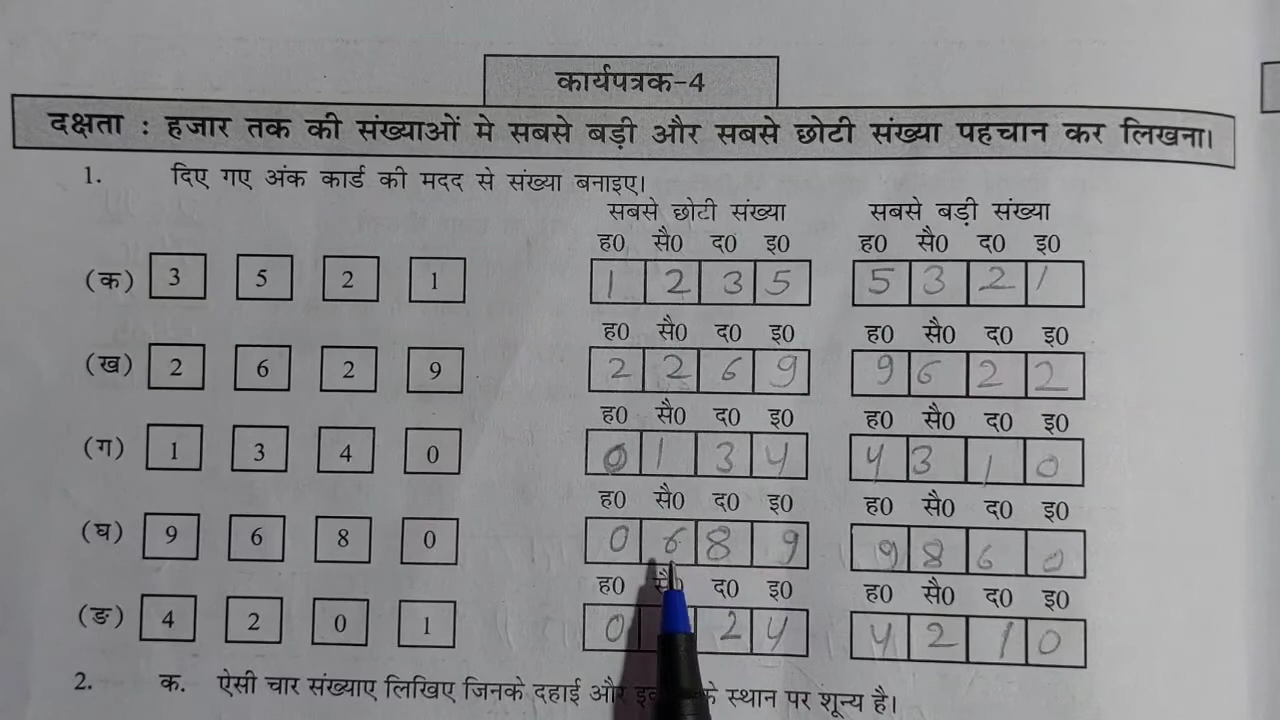 कार्यपत्रक-4
दक्षता : हजार तक की संख्याओं मे सबसे बड़ी और सबसे छोटी संख्या पहचान कर लिखना।
1. दिए गए अंक कार्ड की मदद से संख्या बनाइए।
सबसे छोटी संख्या सबसे बड़ी संख्या
ह0 सै0 द0 इ0 ह0 सै0 द0 इ0
(क) 3 5 2 1 1 2 3 5 5 3 2 1
ह0 सै0 द0 इ0 ह0 सै0 द0 इ0
(ख) 2 6 2 9 2 2 6 9 9 6 2 2
ह0 सै0 द0 इ0 ह0 सै0 द0 इ0
(ग) 1 3 4 0 0 1 3 4 4 3 1 0
ह0 सै0 द0 इ0 ह0 सै0 द0 इ0
(घ) 9 6 8 0 0 6 8 9 9 8 6 0
ह0 सै0 द0 इ0 ह0 सै0 द0 इ0
(ङ) 4 2 0 1 0 2 4 4 2 1 0
2. क. ऐसी चार संख्याए लिखिए जिनके दहाई और के स्थान पर शून्य है।